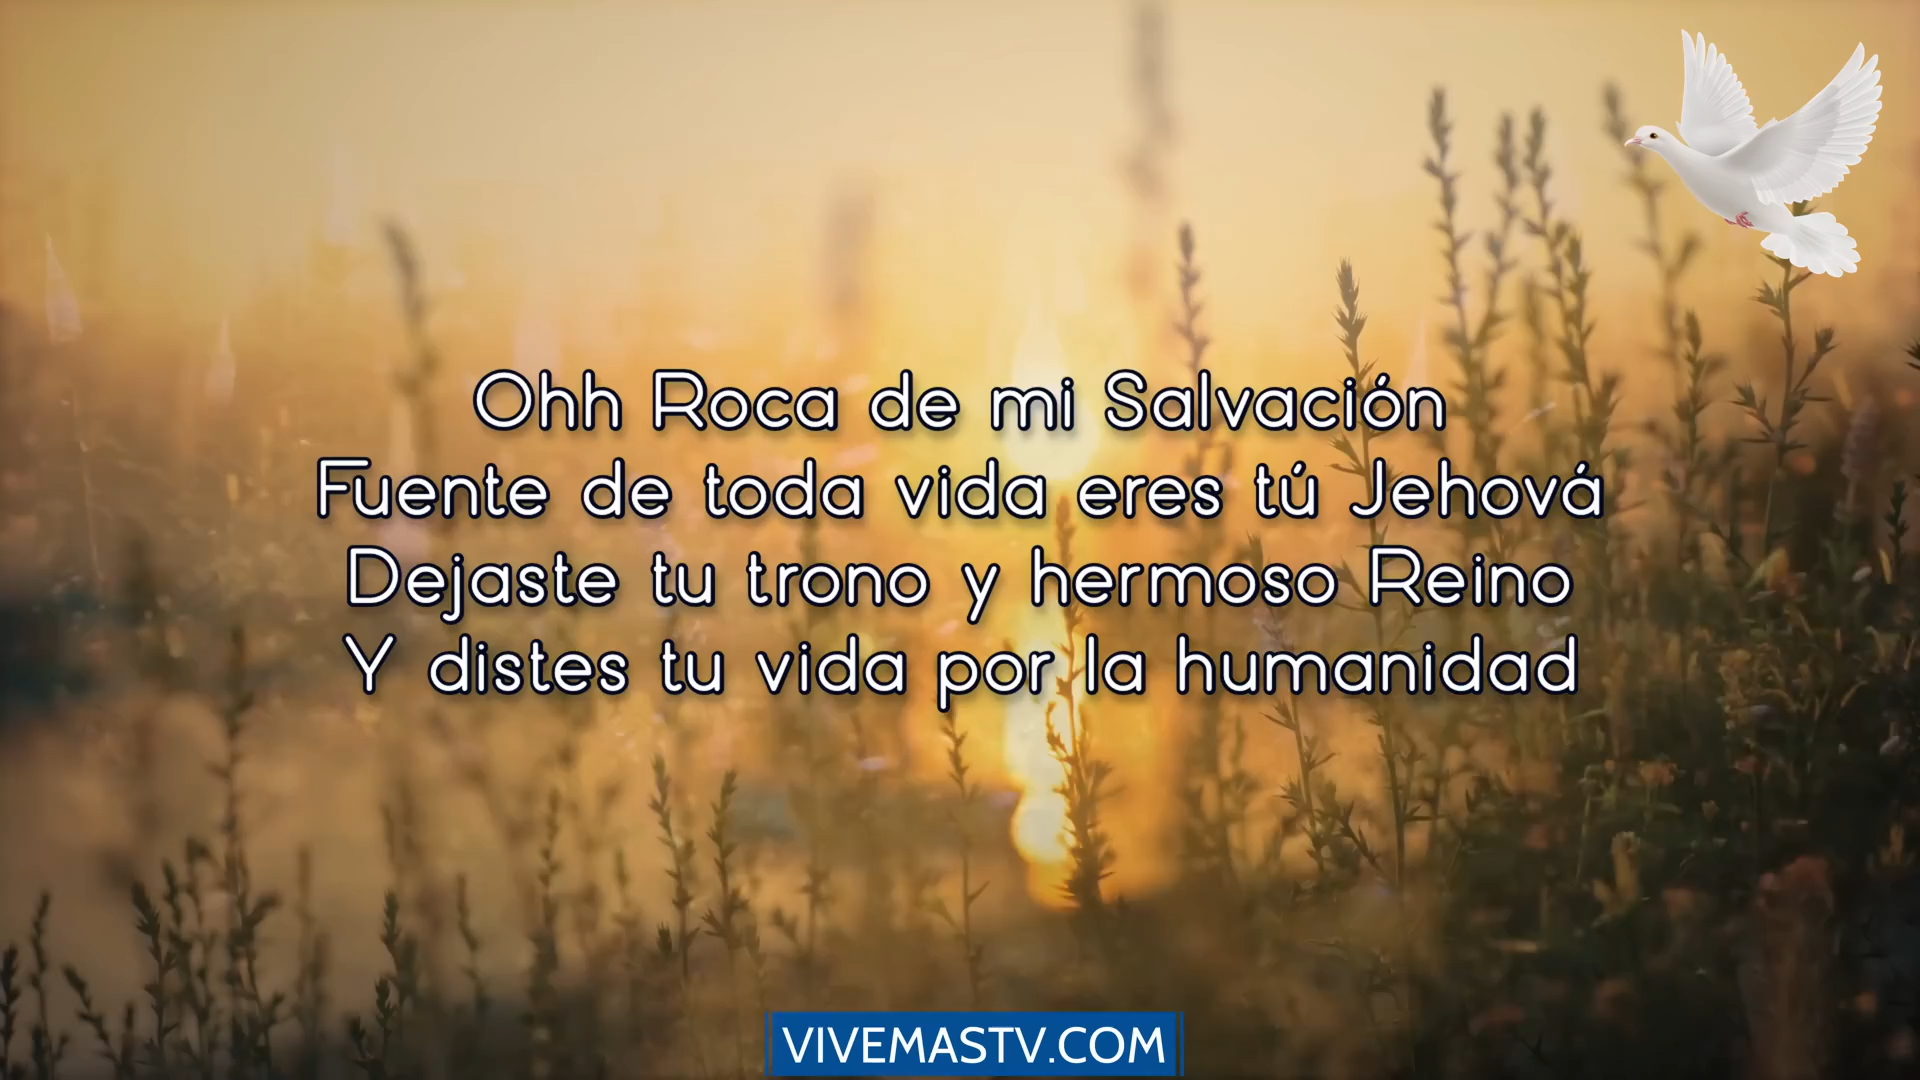 Ohh Roca de mi Salvación
Fuente de toda vida eres tú Jehová
Dejaste tu trono y hermoso Reino
Y distes tu vida por la humanidad
VIVEMASTV.COM